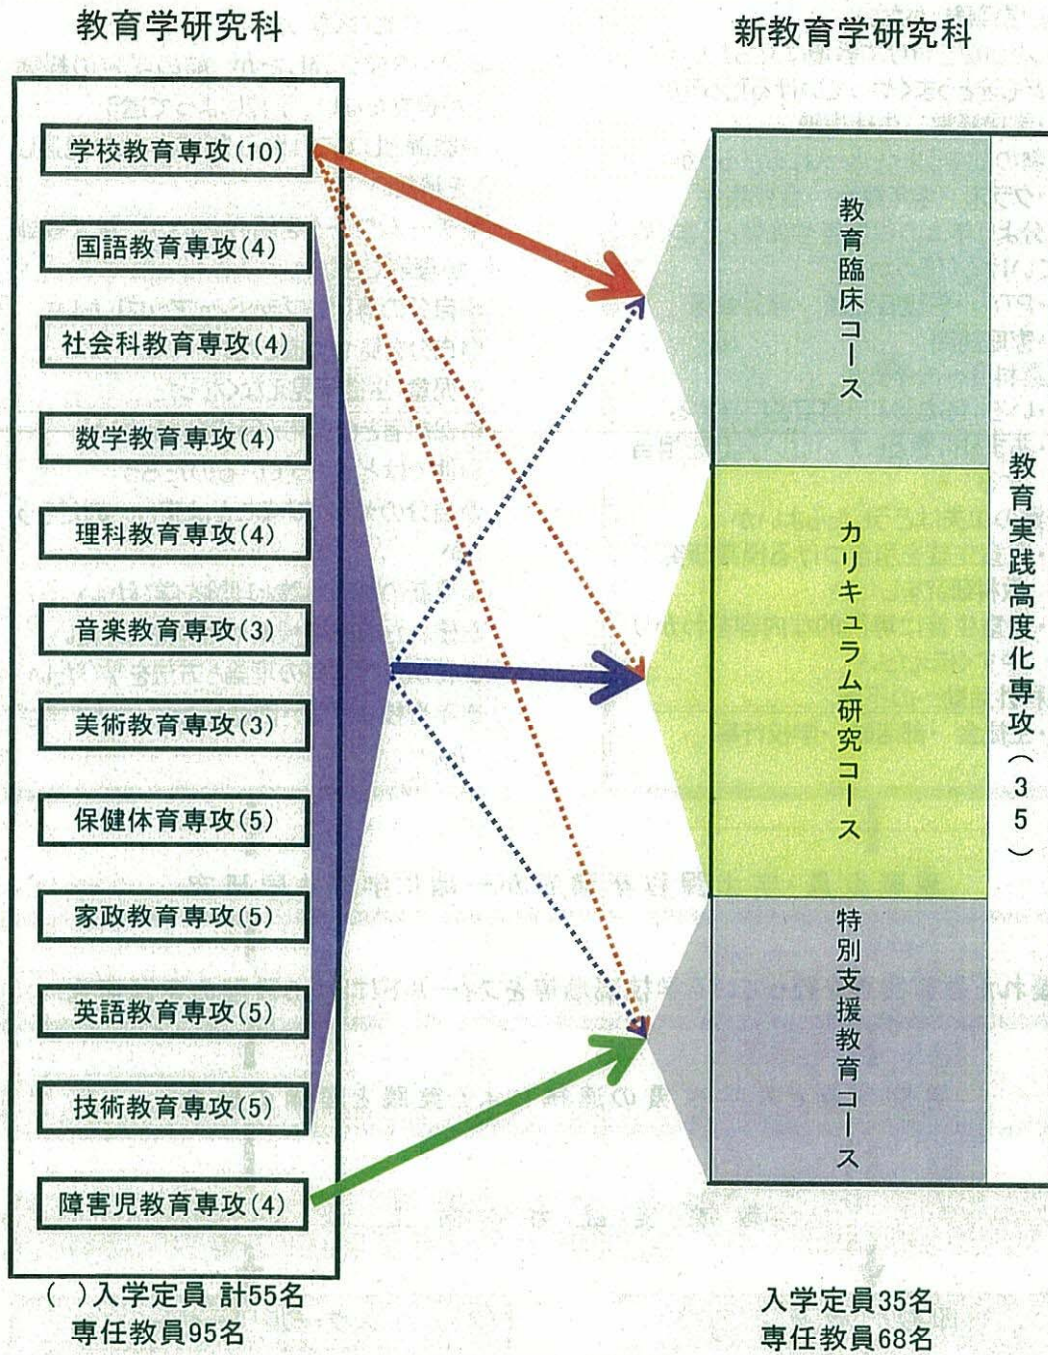 教育学研究科
学校教育専攻(10)
国語教育専攻(4)
社会科教育専攻(4)
数学教育専攻(4)
理科教育専攻(4)
音楽教育専攻(3)
美術教育専攻(3)
保健体育専攻(5)
家政教育専攻(5)
英語教育専攻(5)
技術教育専攻(5)
障害児教育専攻(4)
( )入学定員 計55名
専任教員95名
新教育学研究科
教育臨床コース
カリキュラム研究コース
特別支援教育コース
教育実践高度化専攻(35)
入学定員35名
専任教員68名